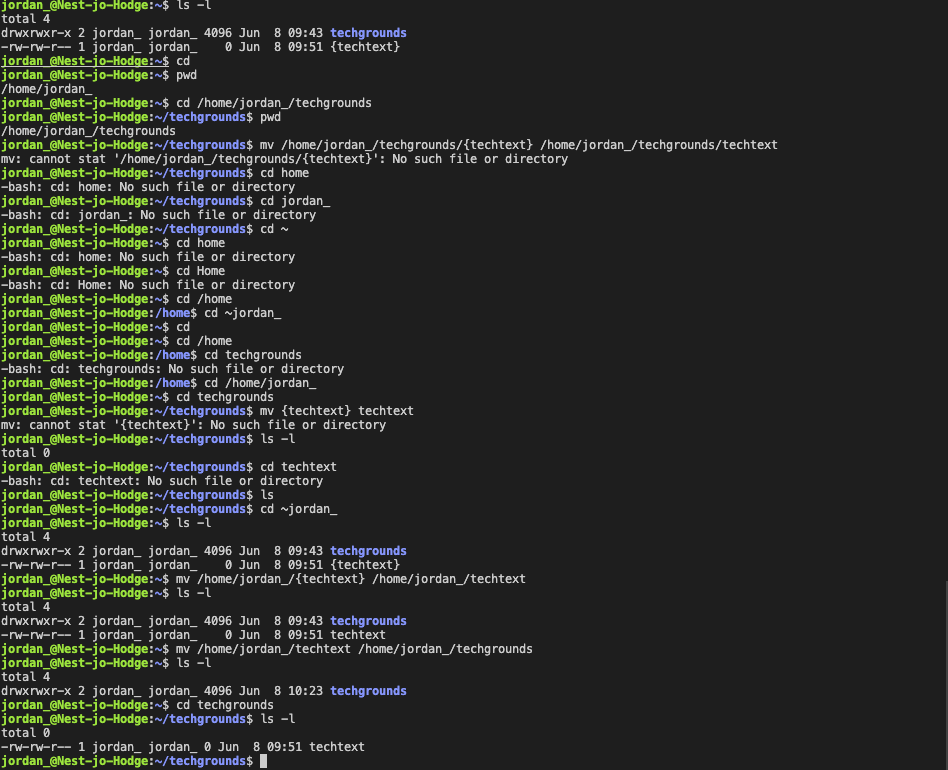 jordan_@Nest-jo-Hodge:~$ ls -l
total 4
drwxrwxr-x 2 jordan_ jordan_ 4096 Jun  8 09:43 techgrounds
-rw-rw-r-- 1 jordan_ jordan_    0 Jun  8 09:51 {techtext}
jordan_@Nest-jo-Hodge:~$ cd
jordan_@Nest-jo-Hodge:~$ pwd
/home/jordan_
jordan_@Nest-jo-Hodge:~$ cd /home/jordan_/techgrounds
jordan_@Nest-jo-Hodge:~/techgrounds$ pwd
/home/jordan_/techgrounds
jordan_@Nest-jo-Hodge:~/techgrounds$ mv /home/jordan_/techgrounds/{techtext} /home/jordan_/techgrounds/techtext
mv: cannot stat '/home/jordan_/techgrounds/{techtext}': No such file or directory
jordan_@Nest-jo-Hodge:~/techgrounds$ cd home
-bash: cd: home: No such file or directory
jordan_@Nest-jo-Hodge:~/techgrounds$ cd jordan_
-bash: cd: jordan_: No such file or directory
jordan_@Nest-jo-Hodge:~/techgrounds$ cd ~
jordan_@Nest-jo-Hodge:~$ cd home
-bash: cd: home: No such file or directory
jordan_@Nest-jo-Hodge:~$ cd Home
-bash: cd: Home: No such file or directory
jordan_@Nest-jo-Hodge:~$ cd /home
jordan_@Nest-jo-Hodge:/home$ cd ~jordan_
jordan_@Nest-jo-Hodge:~$ cd
jordan_@Nest-jo-Hodge:~$ cd /home
jordan_@Nest-jo-Hodge:/home$ cd techgrounds
-bash: cd: techgrounds: No such file or directory
jordan_@Nest-jo-Hodge:/home$ cd /home/jordan_
jordan_@Nest-jo-Hodge:~$ cd techgrounds
jordan_@Nest-jo-Hodge:~/techgrounds$ mv {techtext} techtext
mv: cannot stat '{techtext}': No such file or directory
jordan_@Nest-jo-Hodge:~/techgrounds$ ls -l
total 0
jordan_@Nest-jo-Hodge:~/techgrounds$ cd techtext
-bash: cd: techtext: No such file or directory
jordan_@Nest-jo-Hodge:~/techgrounds$ ls
jordan_@Nest-jo-Hodge:~/techgrounds$ cd ~jordan_
jordan_@Nest-jo-Hodge:~$ ls -l
total 4
drwxrwxr-x 2 jordan_ jordan_ 4096 Jun  8 09:43 techgrounds
-rw-rw-r-- 1 jordan_ jordan_    0 Jun  8 09:51 {techtext}
jordan_@Nest-jo-Hodge:~$ mv /home/jordan_/{techtext} /home/jordan_/techtext
jordan_@Nest-jo-Hodge:~$ ls -l
total 4
drwxrwxr-x 2 jordan_ jordan_ 4096 Jun  8 09:43 techgrounds
-rw-rw-r-- 1 jordan_ jordan_    0 Jun  8 09:51 techtext
jordan_@Nest-jo-Hodge:~$ mv /home/jordan_/techtext /home/jordan_/techgrounds
jordan_@Nest-jo-Hodge:~$ ls -l
total 4
drwxrwxr-x 2 jordan_ jordan_ 4096 Jun  8 10:23 techgrounds
jordan_@Nest-jo-Hodge:~$ cd techgrounds
jordan_@Nest-jo-Hodge:~/techgrounds$ ls -l
total 0
-rw-rw-r-- 1 jordan_ jordan_ 0 Jun  8 09:51 techtext
jordan_@Nest-jo-Hodge:~/techgrounds$